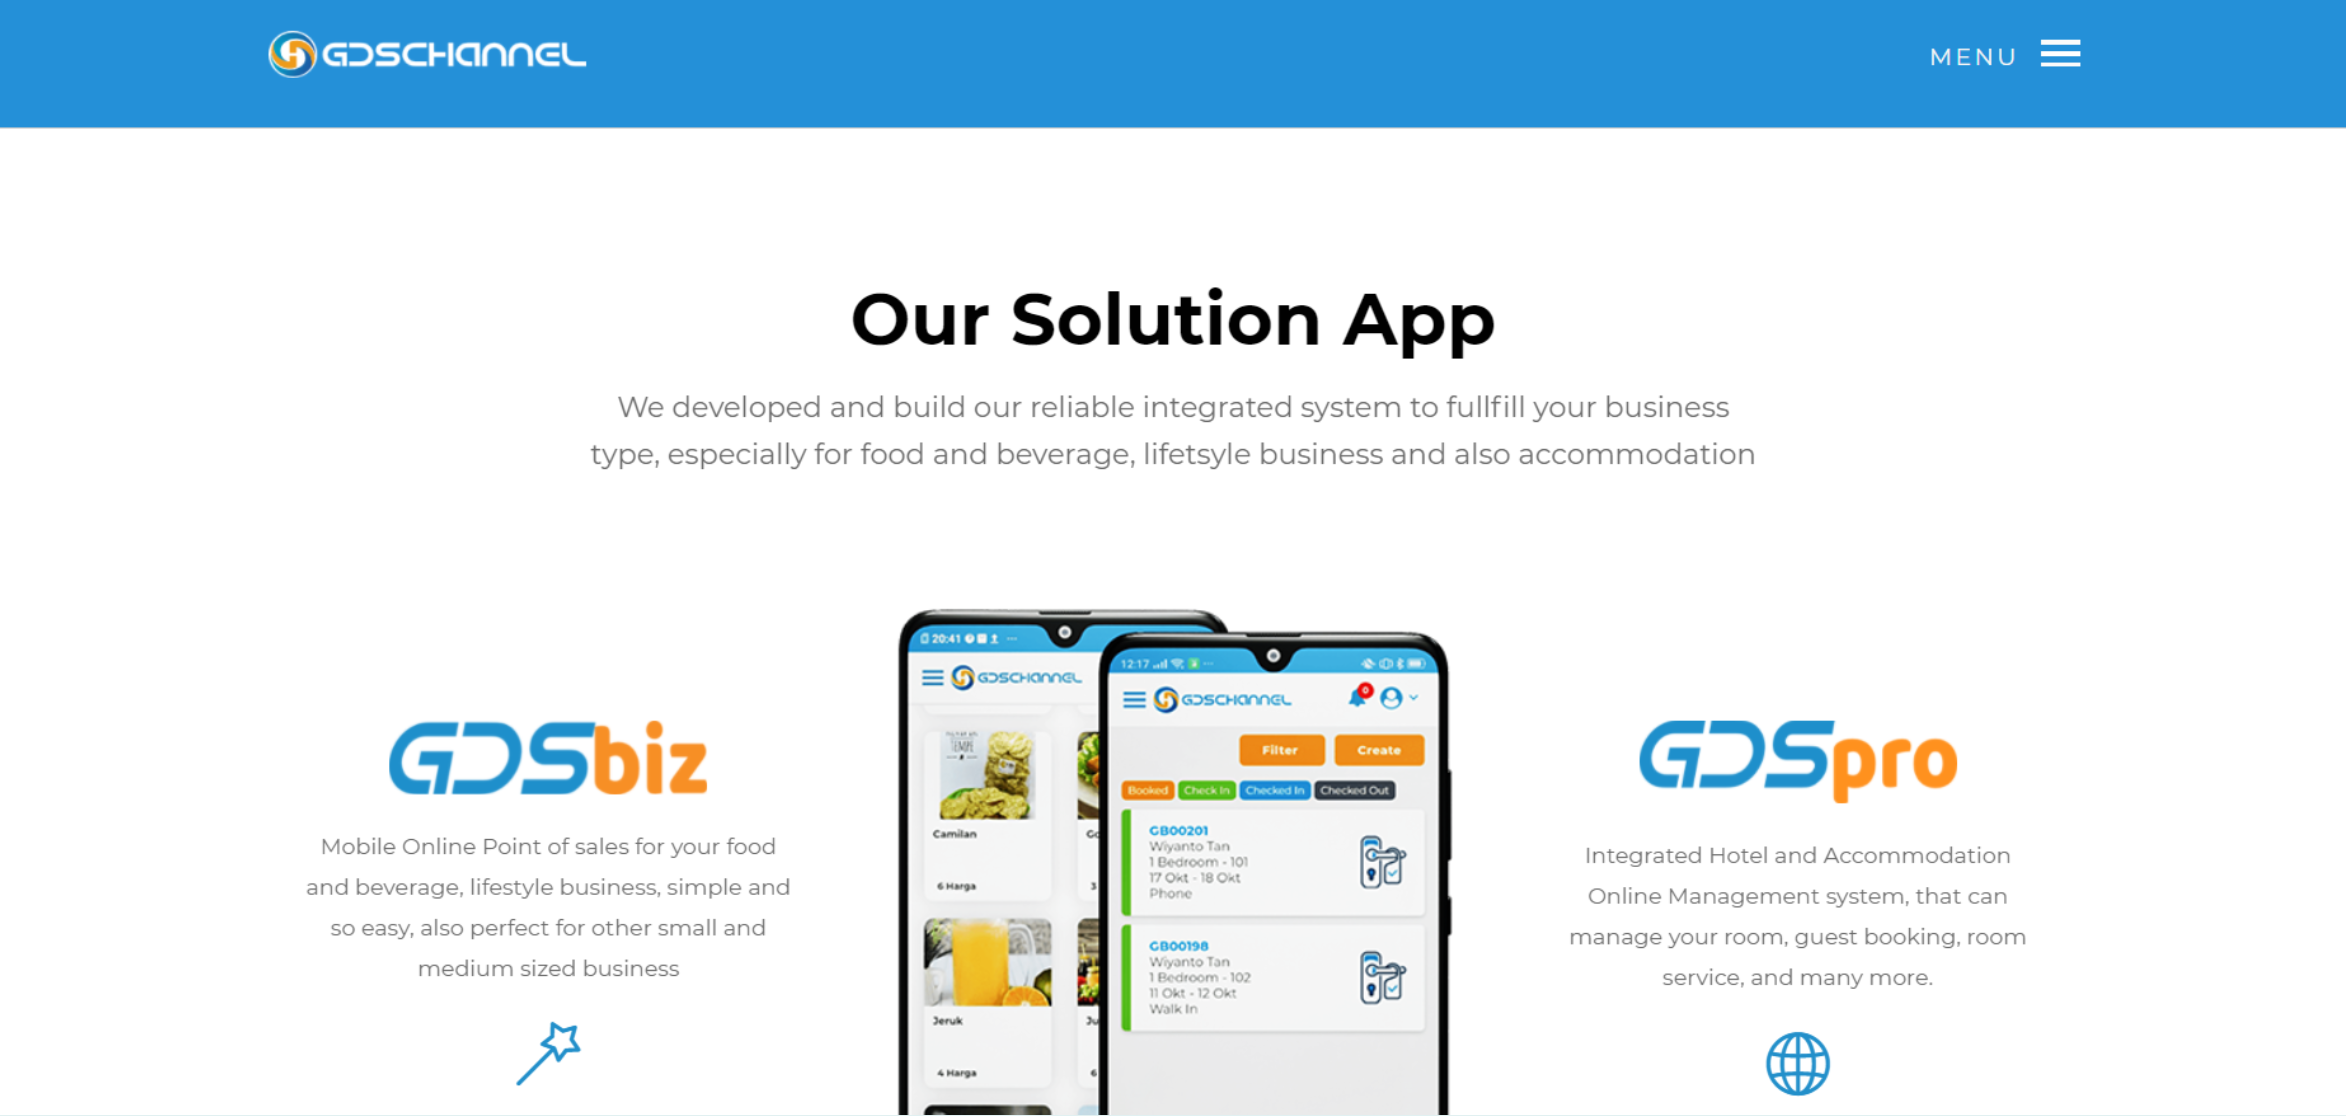 GDSCHANNEL
MENU
Our Solution App
We developed and build our reliable integrated system to fullfill your business
type, especially for food and beverage, lifetsyle business and also accommodation
GDSbiz
Mobile Online Point of sales for your food
and beverage, lifestyle business, simple and
so easy, also perfect for other small and
medium sized business
20:41
GDSCHANNEL
TEMPE
Camilan
6 Harga
Jeruk
4 Harga
12:17
GDSCHANNEL
0
Filter
Create
Booked
Check In
Checked In
Checked Out
GB00201
Wiyanto Tan
1 Bedroom - 101
17 Okt - 18 Okt
Phone
GB00198
Wiyanto Tan
1 Bedroom - 102
11 Okt - 12 Okt
Walk In
GDSpro
Integrated Hotel and Accommodation
Online Management system, that can
manage your room, guest booking, room
service, and many more.